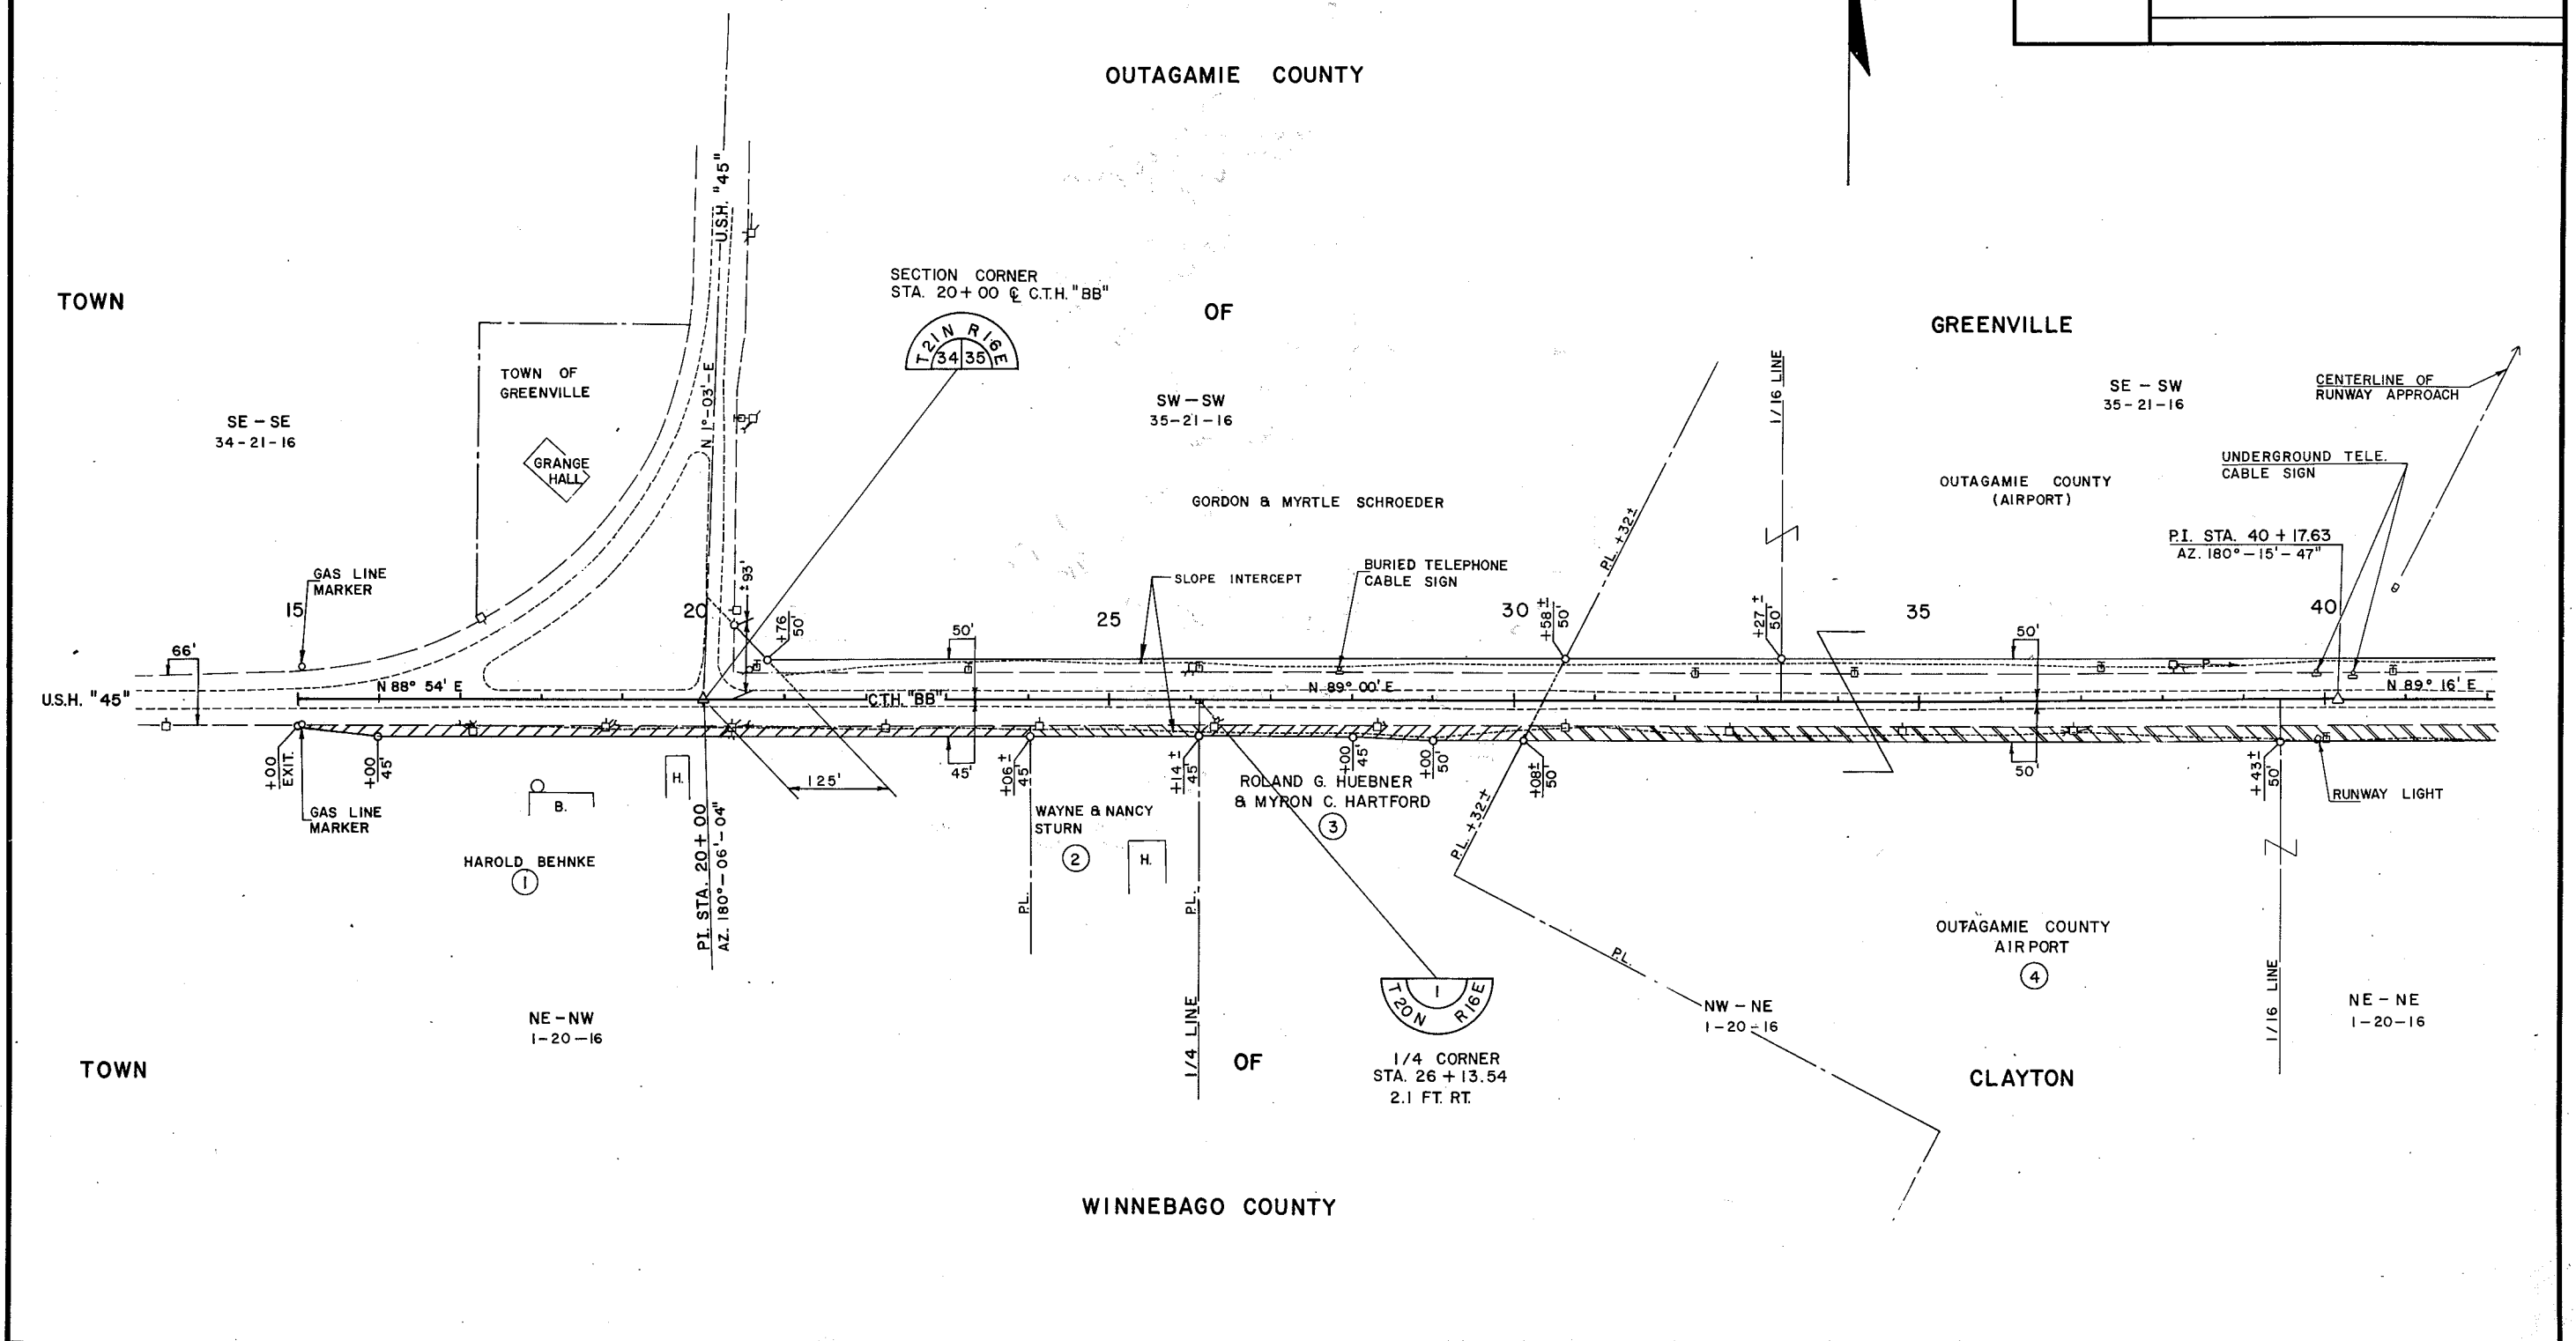 OUTAGAMIE COUNTY
U.S.H. "45"
SECTION CORNER
STA. 20+00 ℄ C.T.H. "BB"
T21N R16E
34 35
TOWN
OF
GREENVILLE
TOWN OF
GREENVILLE
GRANGE
HALL
SE - SE
34-21-16
N 1°-03'-E
SW - SW
35-21-16
1/16 LINE
SE - SW
35-21-16
CENTERLINE OF
RUNWAY APPROACH
UNDERGROUND TELE.
CABLE SIGN
OUTAGAMIE COUNTY
(AIRPORT)
GORDON & MYRTLE SCHROEDER
P.L. +32±
P.I. STA. 40 + 17.63
AZ. 180°-15'-47"
GAS LINE
MARKER
SLOPE INTERCEPT
BURIED TELEPHONE
CABLE SIGN
±93'
15
20
25
30
35
40
+76
50'
+58±
50'
+27±
50'
66'
50'
50'
U.S.H. "45"
N 88° 54' E
C.T.H. "BB"
N 89° 00' E
N 89° 16' E
+00
EXIT.
+00
45'
H.
125'
45'
+06±
45'
+14±
45'
+00
45'
+00
50'
+08±
50'
50'
+43±
50'
RUNWAY LIGHT
GAS LINE
MARKER
B.
P.I. STA. 20+00
AZ. 180°-06'-04"
WAYNE & NANCY
STURN
2
H.
ROLAND G. HUEBNER
& MYRON C. HARTFORD
3
P.L. +32±
HAROLD BEHNKE
1
P.L.
P.L.
P.L.
OUTAGAMIE COUNTY
AIRPORT
4
1
T20N R16E
NE - NW
1-20-16
1/4 LINE
NW - NE
1-20-16
1/16 LINE
NE - NE
1-20-16
1/4 CORNER
STA. 26+13.54
2.1 FT. RT.
TOWN
OF
CLAYTON
WINNEBAGO COUNTY